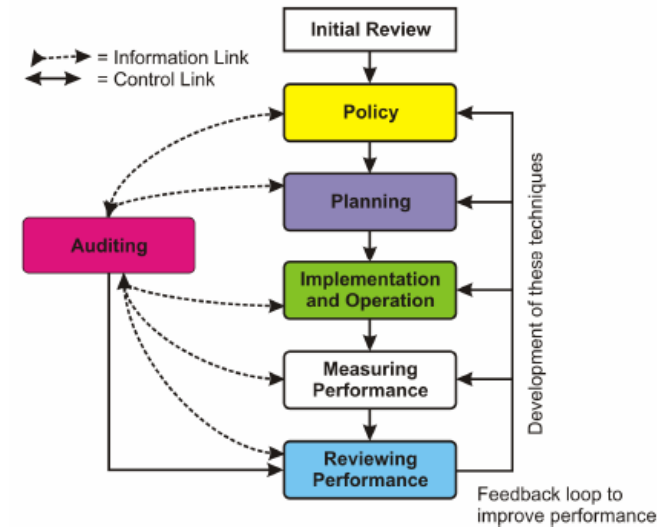 Initial Review
= Information Link
= Control Link
Policy
Planning
Auditing
Implementation
and Operation
Measuring
Performance
Reviewing
Performance
Development of these techniques
Feedback loop to
improve performance